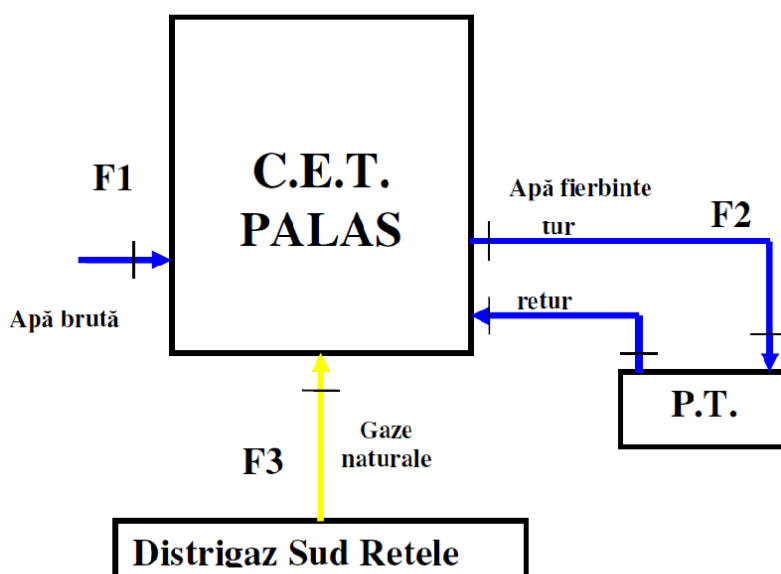 F1
C.E.T.
PALAS
Apă fierbinte
tur
F2
retur
Apă brută
P.T.
Gaze
naturale
F3
Distrigaz Sud Retele